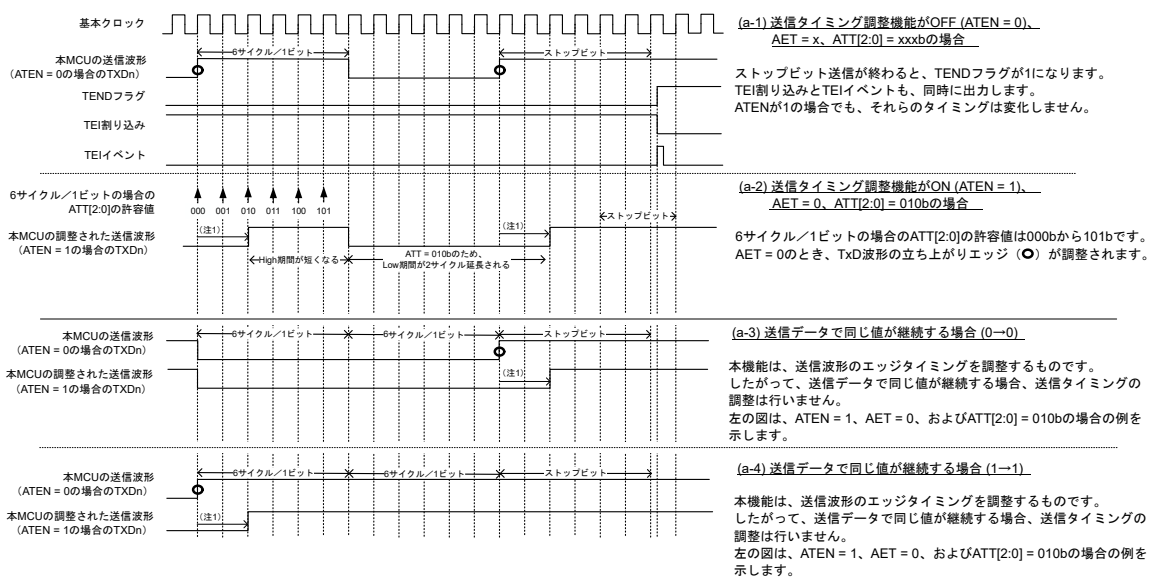 基本クロック
本MCUの送信波形
(ATEN = 0の場合のTXDn)
6サイクル／1ビット
ストップビット
TENDフラグ
TEI割り込み
TEIイベント
(a-1) 送信タイミング調整機能がOFF (ATEN = 0)、
AET = x、ATT[2:0] = xxxbの場合
ストップビット送信が終わると、TENDフラグが1になります。
TEI割り込みとTEIイベントも、同時に出力します。
ATENが1の場合でも、それらのタイミングは変化しません。
6サイクル／1ビットの場合の
ATT[2:0]の許容値
000 001 010 011 100 101
本MCUの調整された送信波形
(ATEN = 1の場合のTXDn)
(注1)
High期間が短くなる
ATT = 010bのため、
Low期間が2サイクル延長される
(注1)
ストップビット
(a-2) 送信タイミング調整機能がON (ATEN = 1)、
AET = 0、ATT[2:0] = 010bの場合
6サイクル／1ビットの場合のATT[2:0]の許容値は000bから101bです。
AET = 0のとき、TxD波形の立ち上がりエッジ（O）が調整されます。
本MCUの送信波形
(ATEN = 0の場合のTXDn)
6サイクル／1ビット
6サイクル／1ビット
ストップビット
本MCUの調整された送信波形
(ATEN = 1の場合のTXDn)
(注1)
(a-3) 送信データで同じ値が継続する場合 (0→0)
本機能は、送信波形のエッジタイミングを調整するものです。
したがって、送信データで同じ値が継続する場合、送信タイミングの
調整は行いません。
左の図は、ATEN = 1、AET = 0、およびATT[2:0] = 010bの場合の例を
示します。
本MCUの送信波形
(ATEN = 0の場合のTXDn)
6サイクル／1ビット
6サイクル／1ビット
ストップビット
本MCUの調整された送信波形
(ATEN = 1の場合のTXDn)
(注1)
(a-4) 送信データで同じ値が継続する場合 (1→1)
本機能は、送信波形のエッジタイミングを調整するものです。
したがって、送信データで同じ値が継続する場合、送信タイミングの
調整は行いません。
左の図は、ATEN = 1、AET = 0、およびATT[2:0] = 010bの場合の例を
示します。